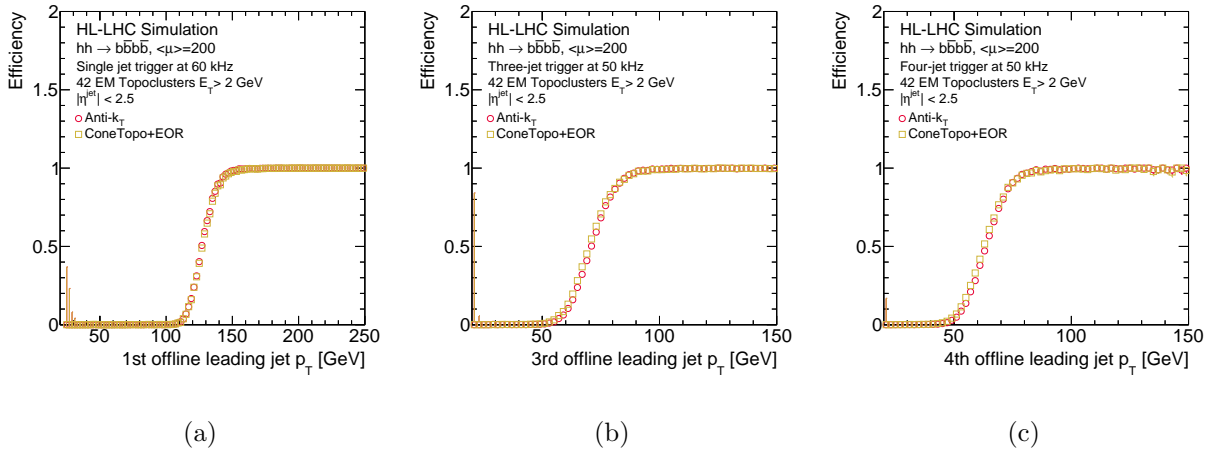 Efficiency
2
1.5
1
0.5
0
HL-LHC Simulation
hh → bb̄bb̄, <μ>=200
Single jet trigger at 60 kHz
42 EM Topoclusters E_T > 2 GeV
|η^jet| < 2.5
Anti-k_T
ConeTopo+EOR
50 100 150 200 250
1st offline leading jet p_T [GeV]
(a)
Efficiency
2
1.5
1
0.5
0
HL-LHC Simulation
hh → bb̄bb̄, <μ>=200
Three-jet trigger at 50 kHz
42 EM Topoclusters E_T > 2 GeV
|η^jet| < 2.5
Anti-k_T
ConeTopo+EOR
50 100 150
3rd offline leading jet p_T [GeV]
(b)
Efficiency
2
1.5
1
0.5
0
HL-LHC Simulation
hh → bb̄bb̄, <μ>=200
Four-jet trigger at 50 kHz
42 EM Topoclusters E_T > 2 GeV
|η^jet| < 2.5
Anti-k_T
ConeTopo+EOR
50 100 150
4th offline leading jet p_T [GeV]
(c)